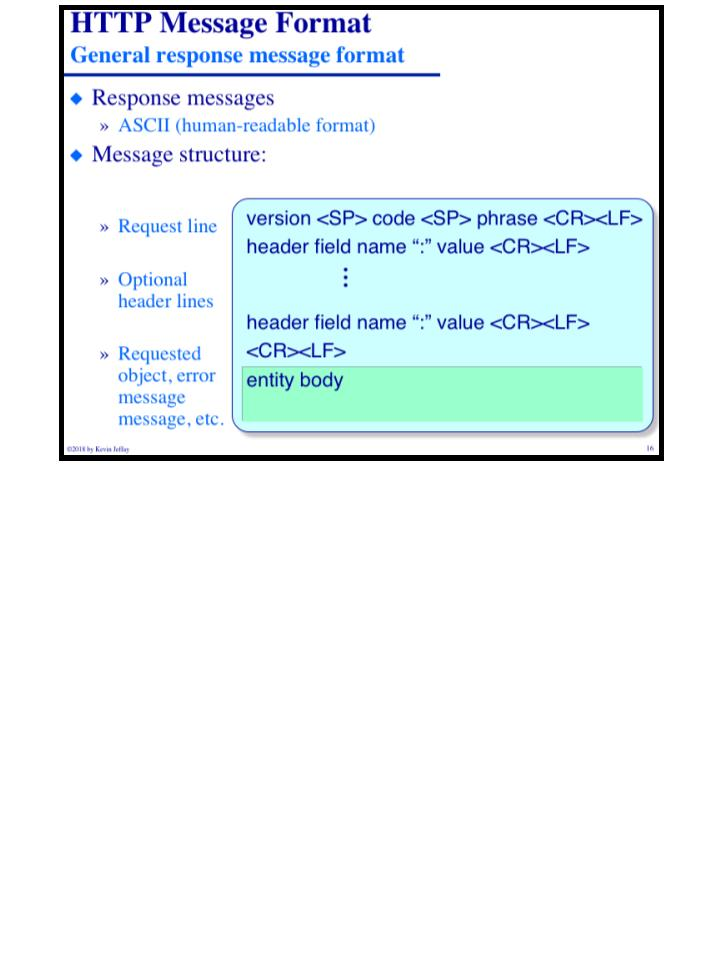 HTTP Message Format
General response message format
◆ Response messages
» ASCII (human-readable format)
◆ Message structure:
» Request line
» Optional
header lines
» Requested
object, error
message
message, etc.
version <SP> code <SP> phrase <CR><LF>
header field name “:” value <CR><LF>
⋮
header field name “:” value <CR><LF>
<CR><LF>
entity body
©2018 by Kevin Jeffay
16